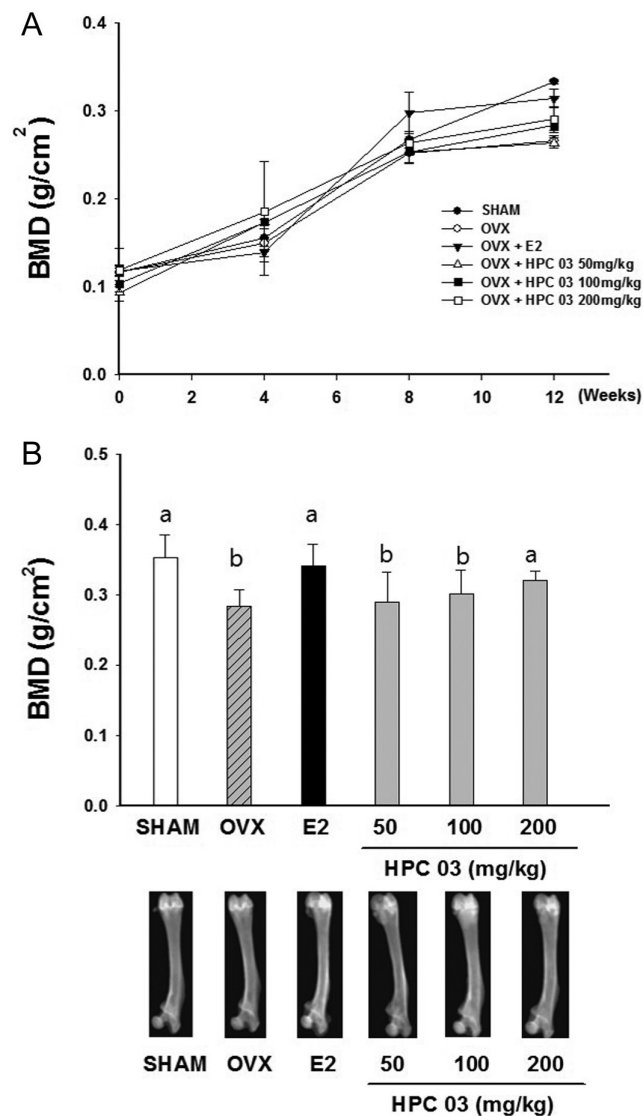 A
BMD (g/cm²)
0.4
0.3
0.2
0.1
0.0
SHAM
OVX
OVX + E2
OVX + HPC 03 50mg/kg
OVX + HPC 03 100mg/kg
OVX + HPC 03 200mg/kg
0 2 4 6 8 10 12 (Weeks)
B
BMD (g/cm²)
0.5
0.4
0.3
0.2
0.1
0.0
a b a b b a
SHAM OVX E2 50 100 200
HPC 03 (mg/kg)
SHAM OVX E2 50 100 200
HPC 03 (mg/kg)